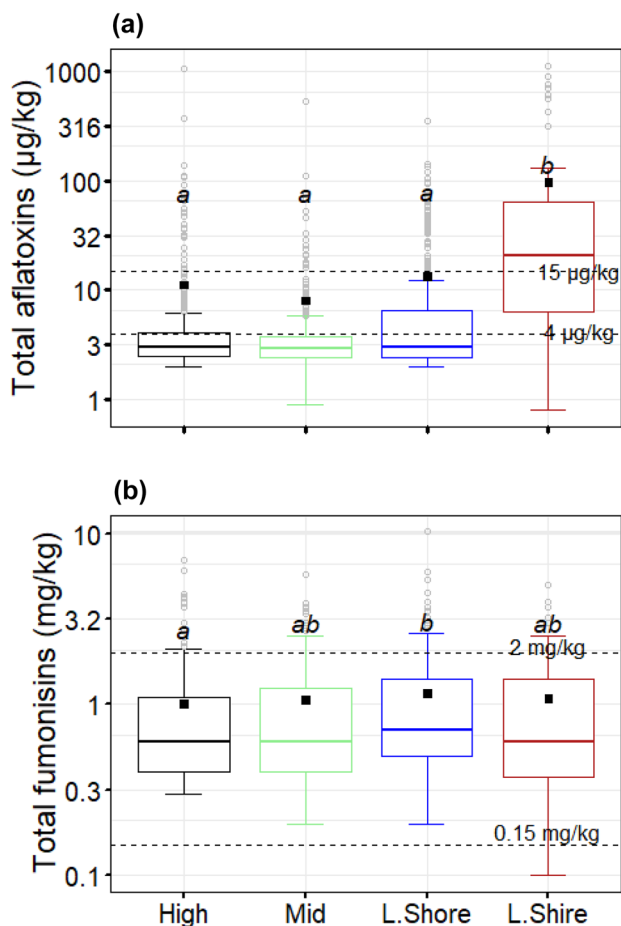 (a)
Total aflatoxins (µg/kg)
1000
316
100
32
10
3
1
a
a
a
b
15 µg/kg
4 µg/kg
(b)
Total fumonisins (mg/kg)
10
3.2
1
0.3
0.1
a
ab
b
ab
2 mg/kg
0.15 mg/kg
High Mid L.Shore L.Shire